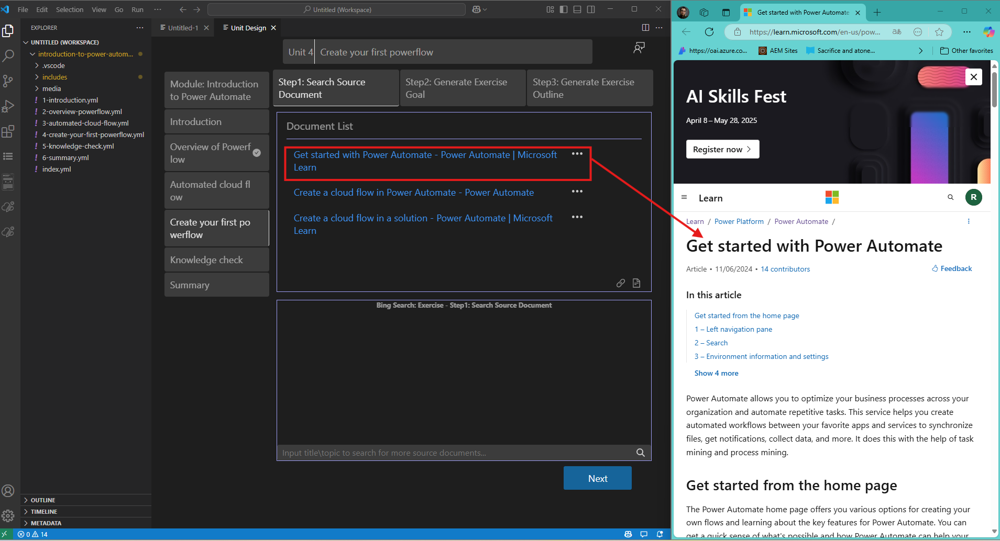 File Edit Selection View Go Run ··· Untitled (Workspace)
EXPLORER ···
UNTITLED (WORKSPACE)
introduction-to-power-autom...
.vscode
includes
media
! 1-introduction.yml
! 2-overview-powerflow.yml
! 3-automated-cloud-flow.yml
! 4-create-your-first-powerflow.yml
! 5-knowledge-check.yml
! 6-summary.yml
! index.yml
OUTLINE
TIMELINE
METADATA
0 14
Untitled-1 Unit Design
Unit 4 Create your first powerflow
Module: Introduction
to Power Automate
Introduction
Overview of Powerf
low
Automated cloud fl
ow
Create your first po
werflow
Knowledge check
Summary
Step1: Search Source
Document
Step2: Generate Exercise
Goal
Step3: Generate Exercise
Outline
Document List
Get started with Power Automate - Power Automate | Microsoft
Learn
Create a cloud flow in Power Automate - Power Automate
Create a cloud flow in a solution - Power Automate | Microsoft
Learn
Bing Search: Exercise - Step1: Search Source Document
Input title\topic to search for more source documents...
Next
Get started with Power Automate
https://learn.microsoft.com/en-us/pow...
https://oai.azure.co... AEM Sites Sacrifice and atone... Other favorites
AI Skills Fest
April 8 – May 28, 2025
Register now
Learn
R
Learn / Power Platform / Power Automate /
Get started with Power Automate
Article • 11/06/2024 • 14 contributors
Feedback
In this article
Get started from the home page
1 – Left navigation pane
2 – Search
3 – Environment information and settings
Show 4 more
Power Automate allows you to optimize your business processes across your
organization and automate repetitive tasks. This service helps you create
automated workflows between your favorite apps and services to synchronize
files, get notifications, collect data, and more. It does this with the help of task
mining and process mining.
Get started from the home page
The Power Automate home page offers you various options for creating your
own flows and learning about the key features for Power Automate. You can
get a quick sense of what's possible and how Power Automate can help your